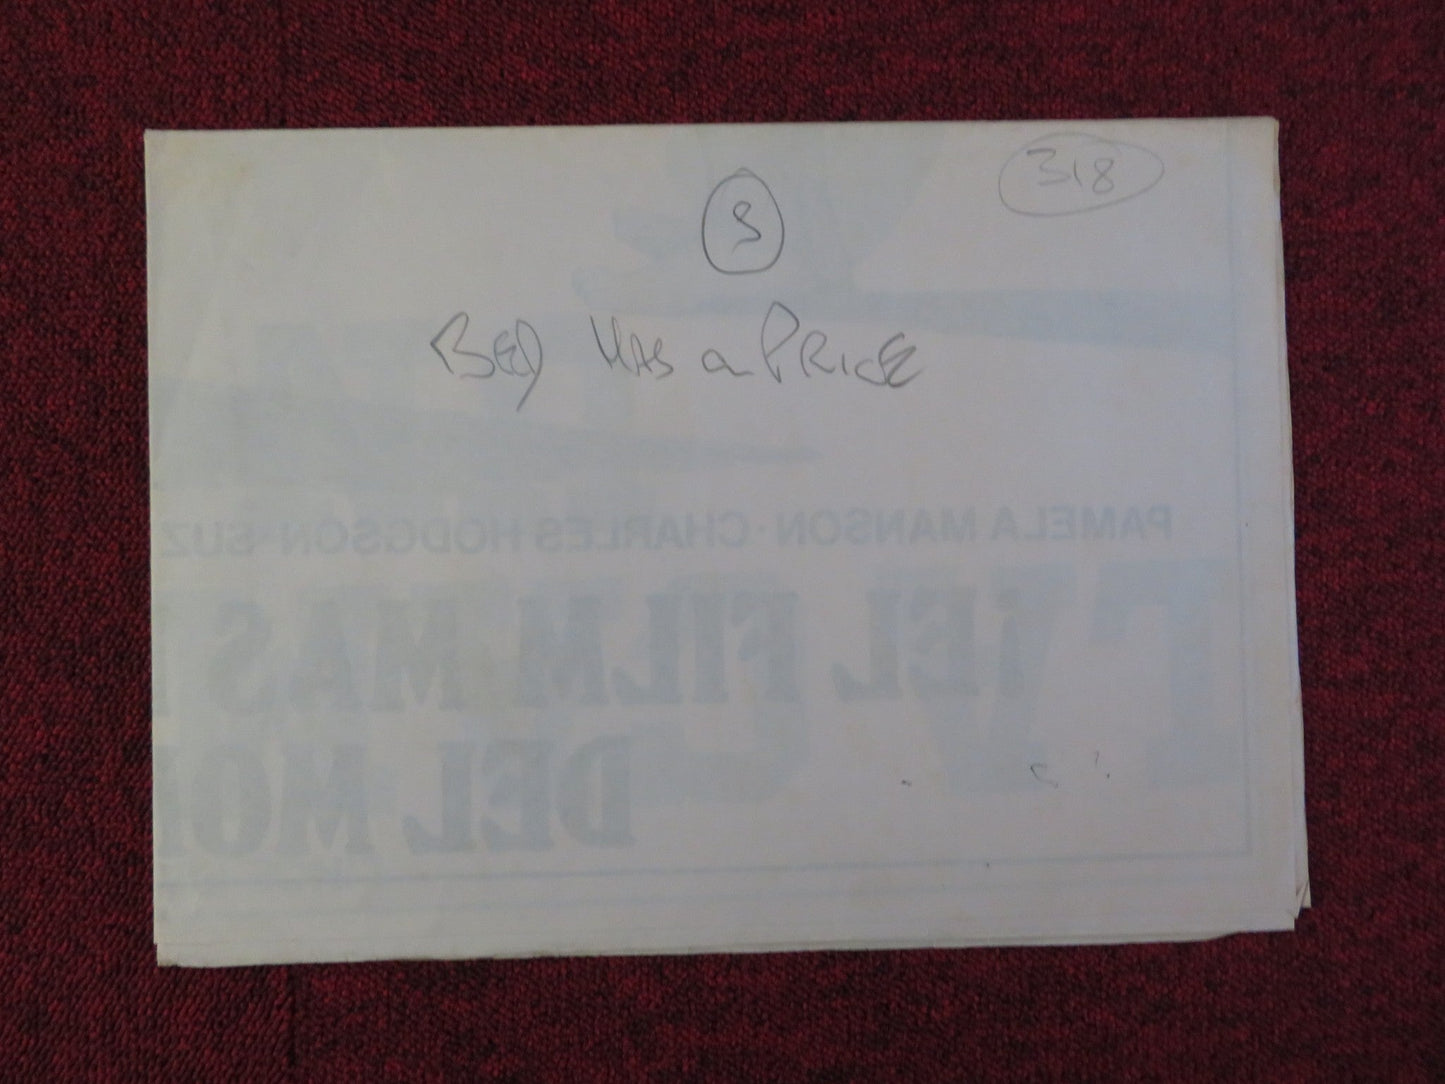 318
S
BED HAS a PRICE
PAMELA MANSON · CHARLES HODGSON · SUZ
¡EL FILM MAS
DEL MO